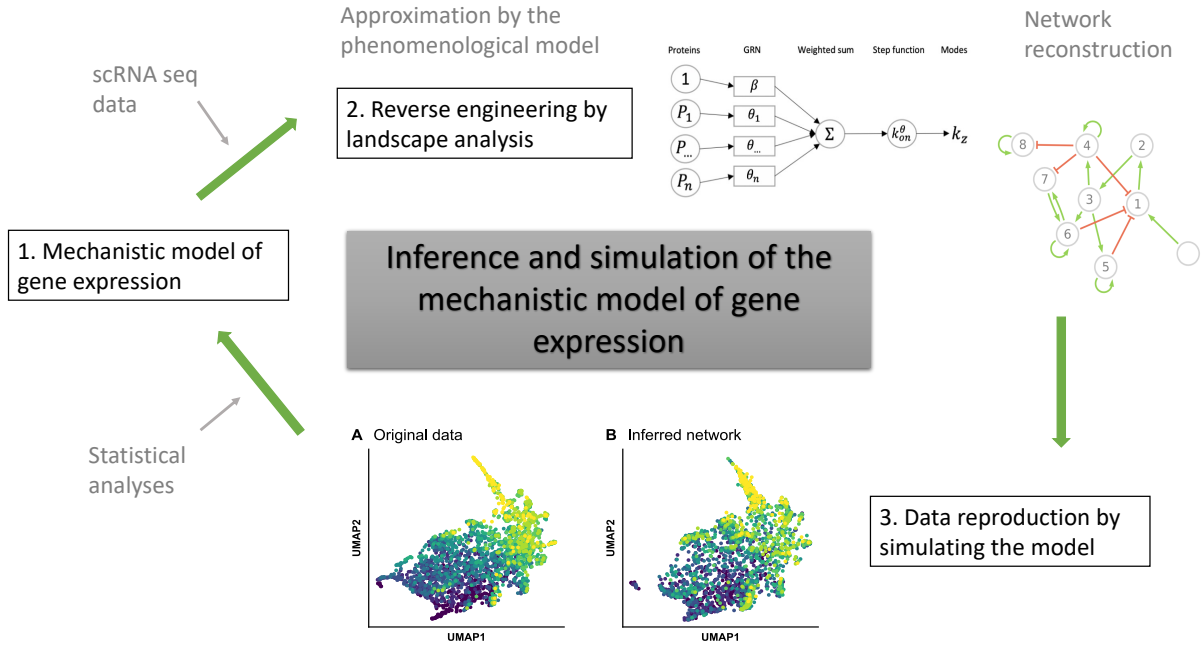 Approximation by the
phenomenological model
Network
reconstruction
scRNA seq
data
2. Reverse engineering by
landscape analysis
Proteins GRN Weighted sum Step function Modes
1 β
P₁ θ₁
P... θ...
Pₙ θₙ
Σ
k_on^θ
k_z
8 4 2
7
3 1
6
5
1. Mechanistic model of
gene expression
Inference and simulation of the
mechanistic model of gene
expression
Statistical
analyses
A Original data
UMAP2
UMAP1
B Inferred network
UMAP2
UMAP1
3. Data reproduction by
simulating the model